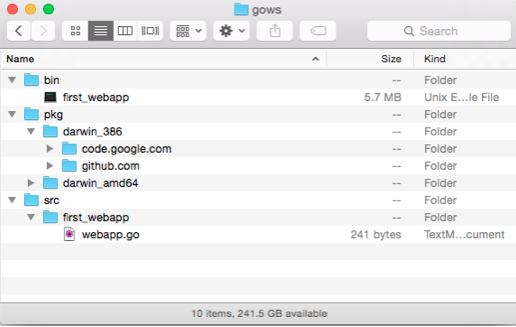 gows
Search
Name Size Kind
bin -- Folder
first_webapp 5.7 MB Unix E...le File
pkg -- Folder
darwin_386 -- Folder
code.google.com -- Folder
github.com -- Folder
darwin_amd64 -- Folder
src -- Folder
first_webapp -- Folder
webapp.go 241 bytes TextM...cument
10 items, 241.5 GB available